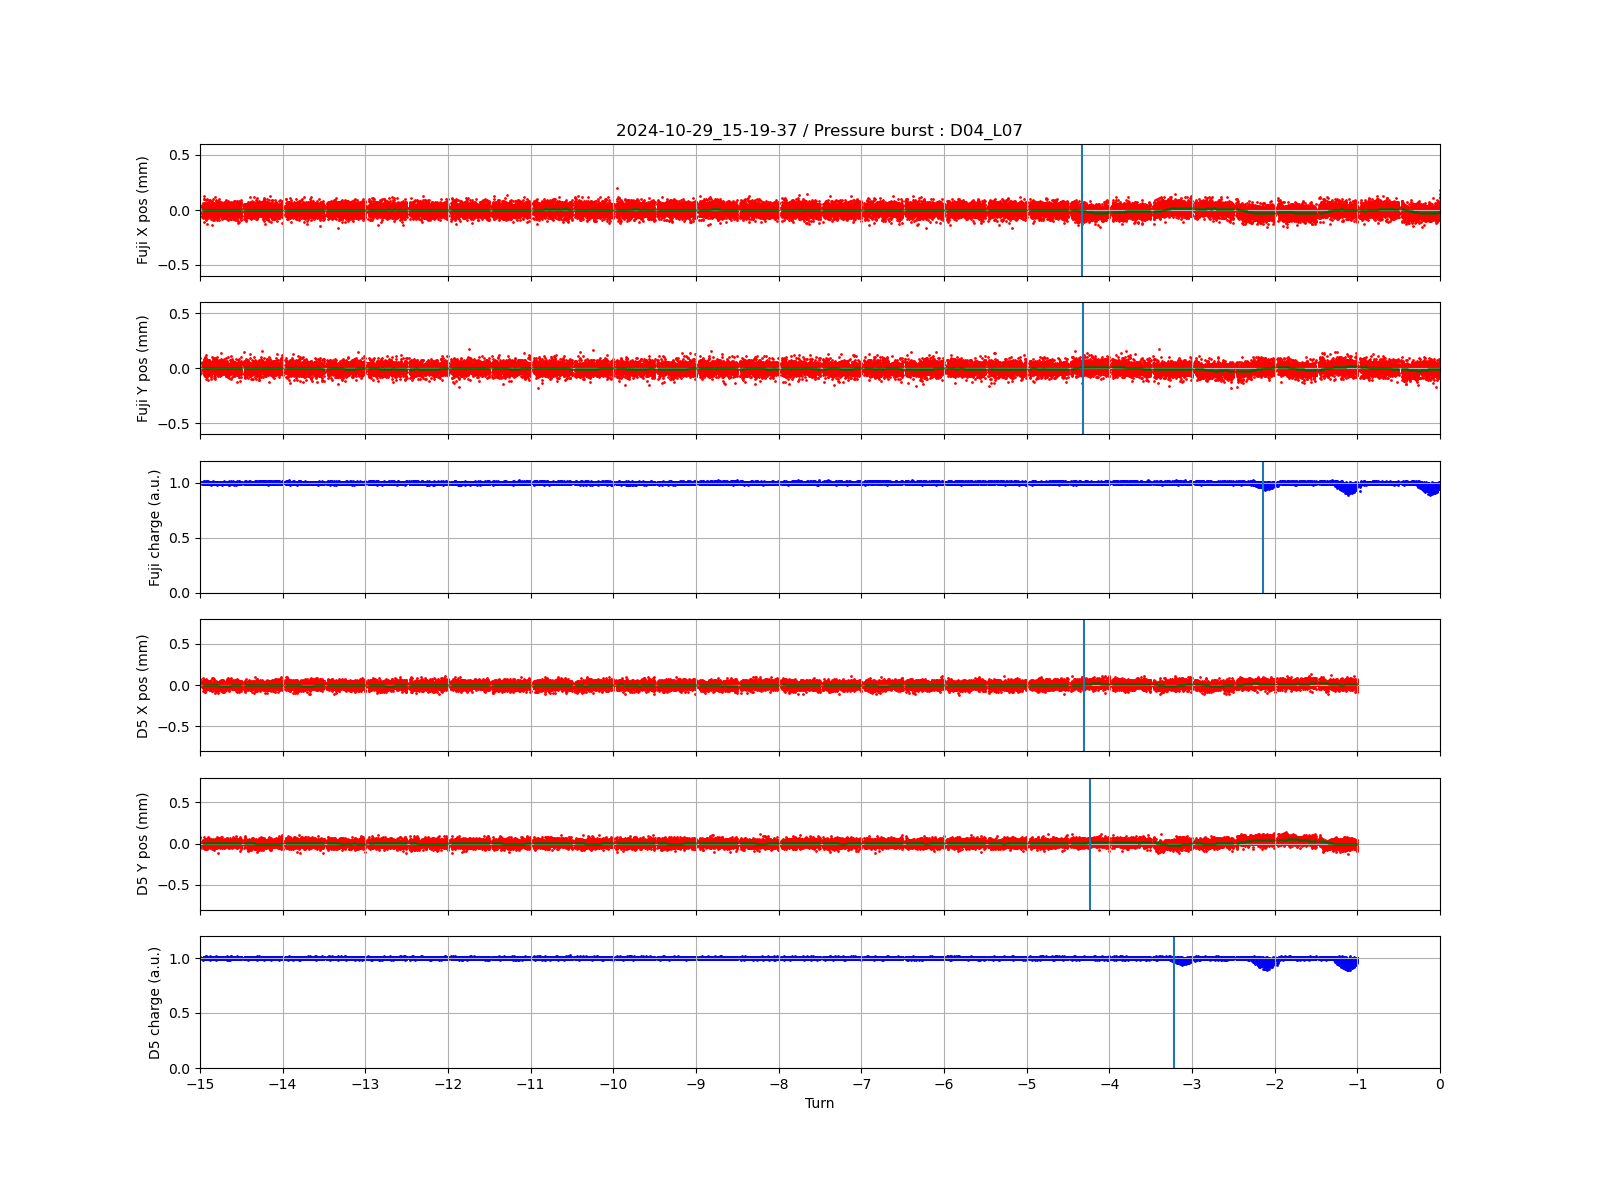 2024-10-29_15-19-37 / Pressure burst : D04_L07
Fuji X pos (mm)
0.5
0.0
−0.5
Fuji Y pos (mm)
0.5
0.0
−0.5
Fuji charge (a.u.)
1.0
0.5
0.0
D5 X pos (mm)
0.5
0.0
−0.5
D5 Y pos (mm)
0.5
0.0
−0.5
D5 charge (a.u.)
1.0
0.5
0.0
−15 −14 −13 −12 −11 −10 −9 −8 −7 −6 −5 −4 −3 −2 −1 0
Turn